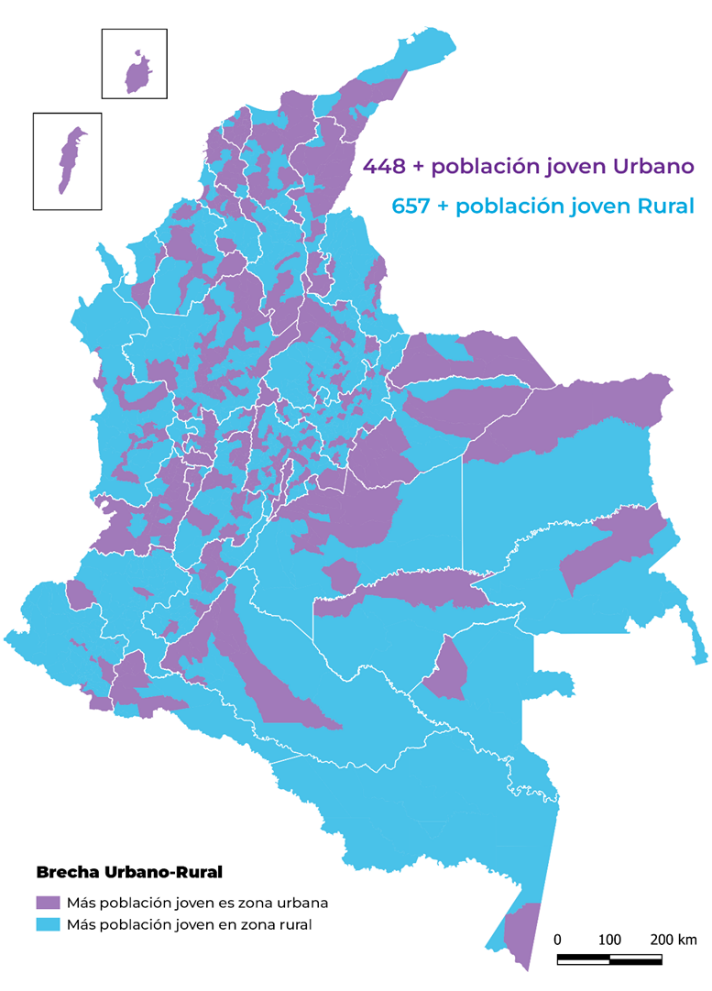 448 + población joven Urbano
657 + población joven Rural
Brecha Urbano-Rural
Más población joven es zona urbana
Más población joven en zona rural
0 100 200 km